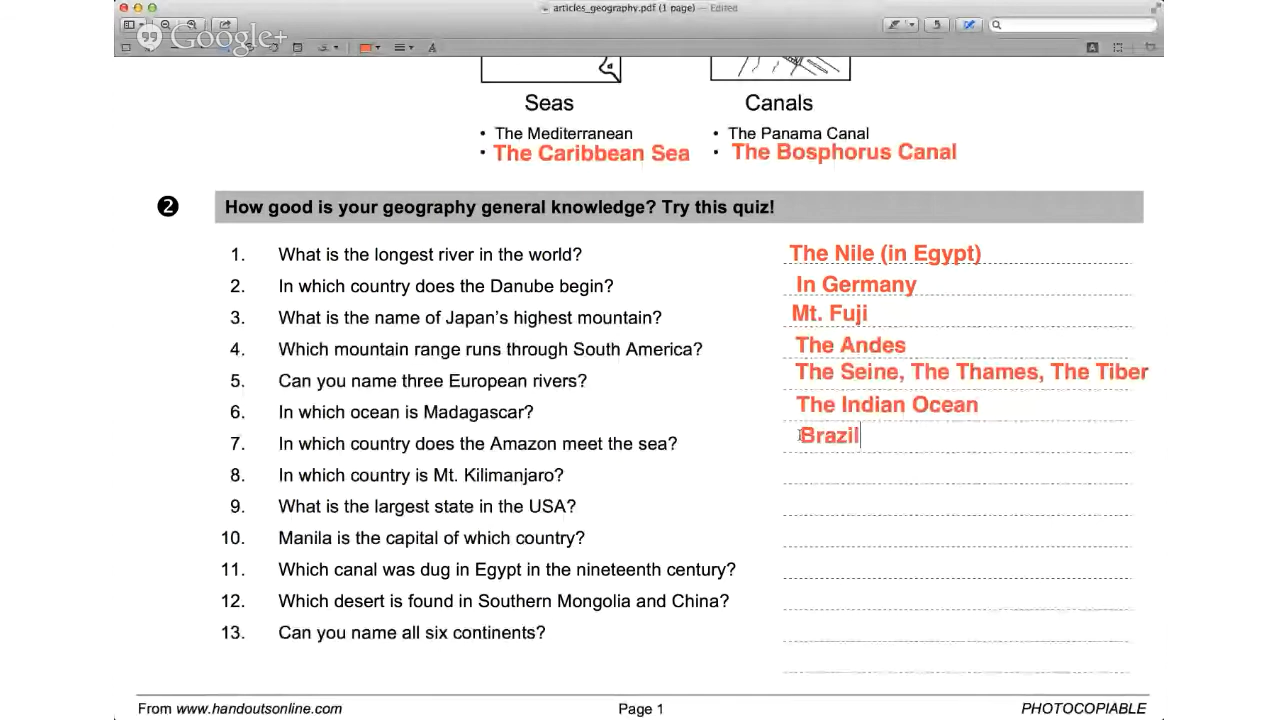 articles_geography.pdf (1 page) — Edited
Google+
Seas
Canals
• The Mediterranean
• The Panama Canal
• The Caribbean Sea
• The Bosphorus Canal
2 How good is your geography general knowledge? Try this quiz!
1. What is the longest river in the world? The Nile (in Egypt)
2. In which country does the Danube begin? In Germany
3. What is the name of Japan's highest mountain? Mt. Fuji
4. Which mountain range runs through South America? The Andes
5. Can you name three European rivers? The Seine, The Thames, The Tiber
6. In which ocean is Madagascar? The Indian Ocean
7. In which country does the Amazon meet the sea? Brazil
8. In which country is Mt. Kilimanjaro?
9. What is the largest state in the USA?
10. Manila is the capital of which country?
11. Which canal was dug in Egypt in the nineteenth century?
12. Which desert is found in Southern Mongolia and China?
13. Can you name all six continents?
From www.handoutsonline.com Page 1 PHOTOCOPIABLE